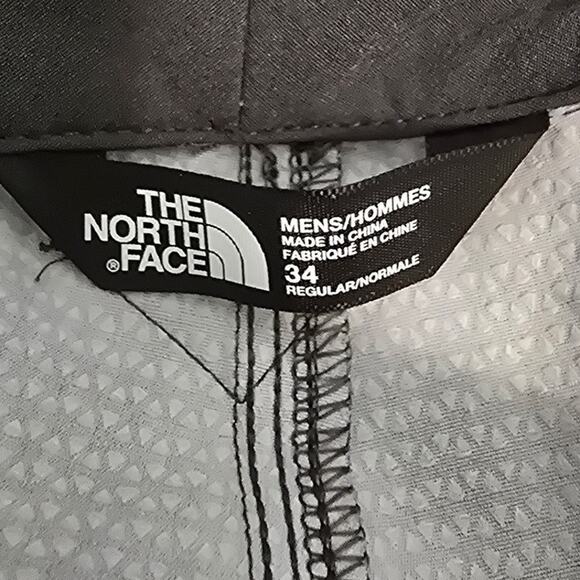 THE
NORTH
®FACE
MENS/HOMMES
MADE IN CHINA
FABRIQUÉ EN CHINE
34
REGULAR/NORMALE